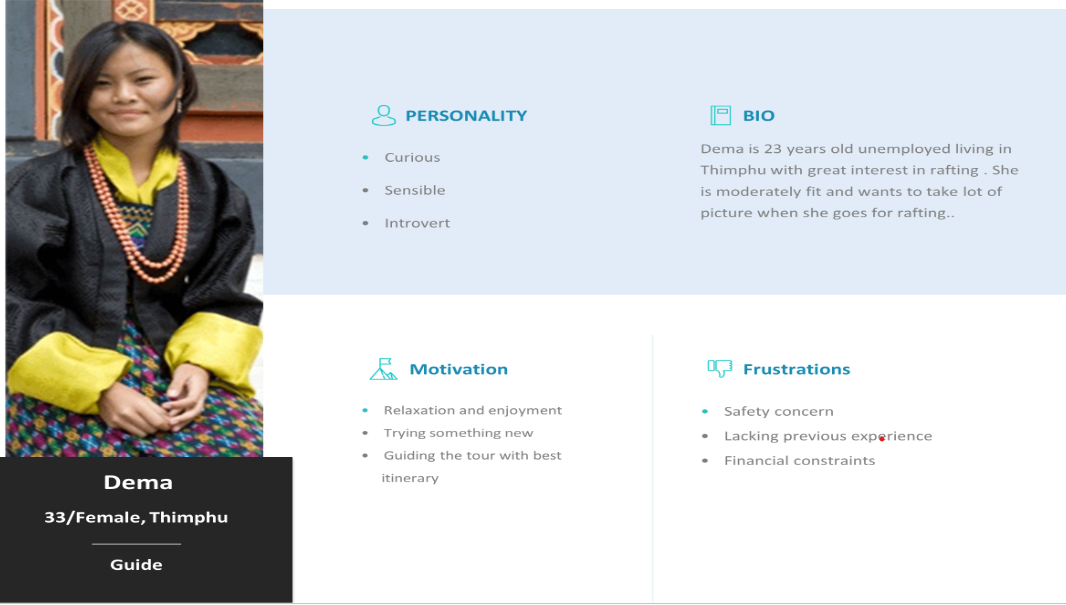 PERSONALITY
Curious
Sensible
Introvert
BIO
Dema is 23 years old unemployed living in
Thimphu with great interest in rafting . She
is moderately fit and wants to take lot of
picture when she goes for rafting..
Motivation
Relaxation and enjoyment
Trying something new
Guiding the tour with best
itinerary
Frustrations
Safety concern
Lacking previous experience
Financial constraints
Dema
33/Female, Thimphu
Guide